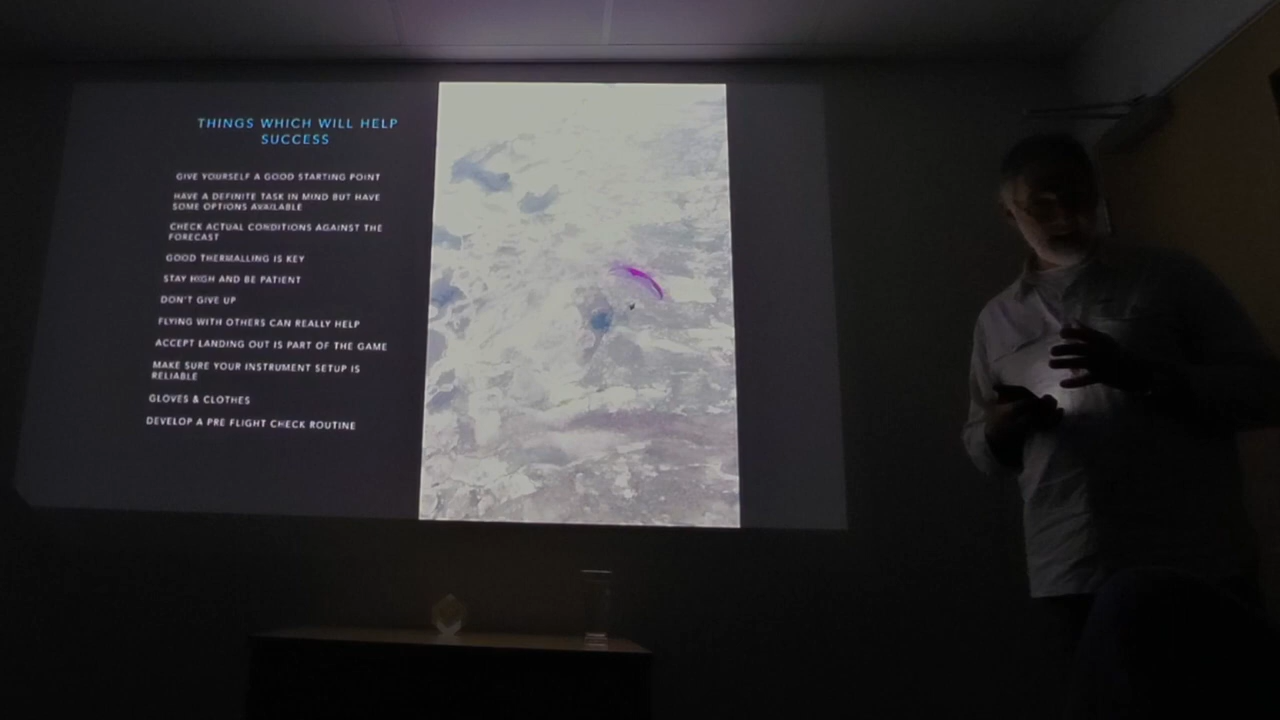 THINGS WHICH WILL HELP
SUCCESS
GIVE YOURSELF A GOOD STARTING POINT
HAVE A DEFINITE TASK IN MIND BUT HAVE
SOME OPTIONS AVAILABLE
CHECK ACTUAL CONDITIONS AGAINST THE
FORECAST
GOOD THERMALLING IS KEY
STAY HIGH AND BE PATIENT
DON'T GIVE UP
FLYING WITH OTHERS CAN REALLY HELP
ACCEPT LANDING OUT IS PART OF THE GAME
MAKE SURE YOUR INSTRUMENT SETUP IS
RELIABLE
GLOVES & CLOTHES
DEVELOP A PRE FLIGHT CHECK ROUTINE